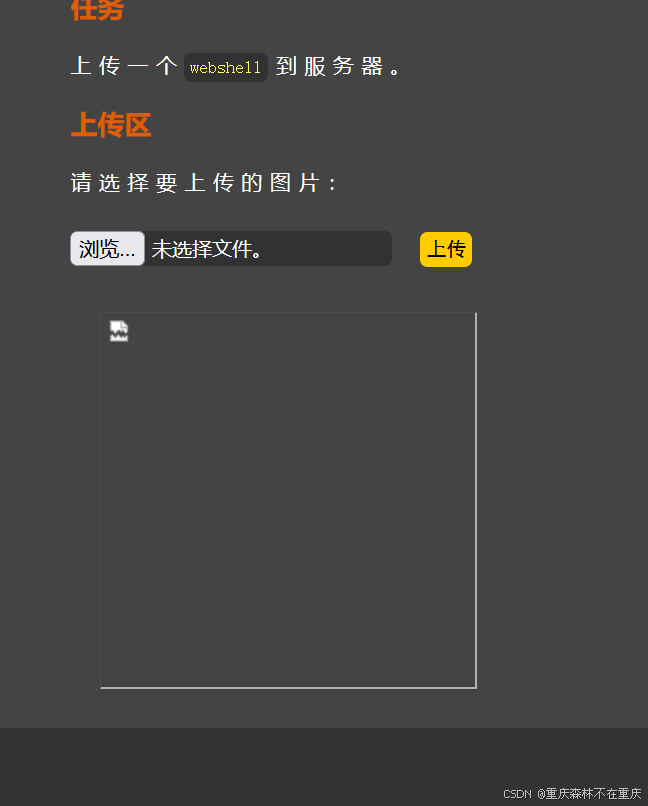 任务
上传一个 webshell 到服务器。
上传区
请选择要上传的图片：
浏览... 未选择文件。 上传
CSDN @重庆森林不在重庆